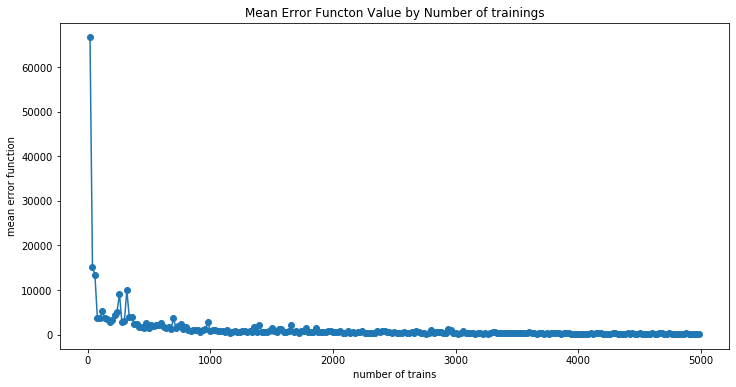 Mean Error Functon Value by Number of trainings
mean error function
60000
50000
40000
30000
20000
10000
0
0 1000 2000 3000 4000 5000
number of trains